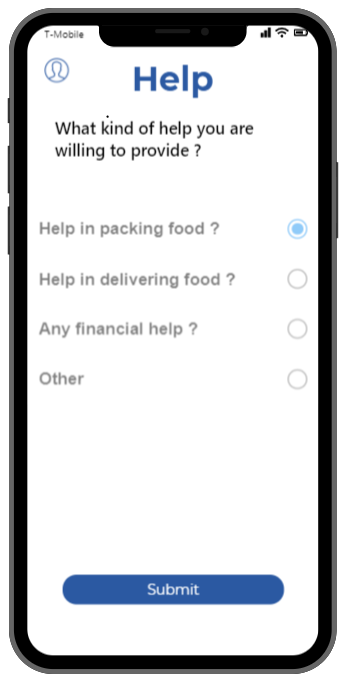 T-Mobile
Help
What kind of help you are
willing to provide ?
Help in packing food ?
Help in delivering food ?
Any financial help ?
Other
Submit